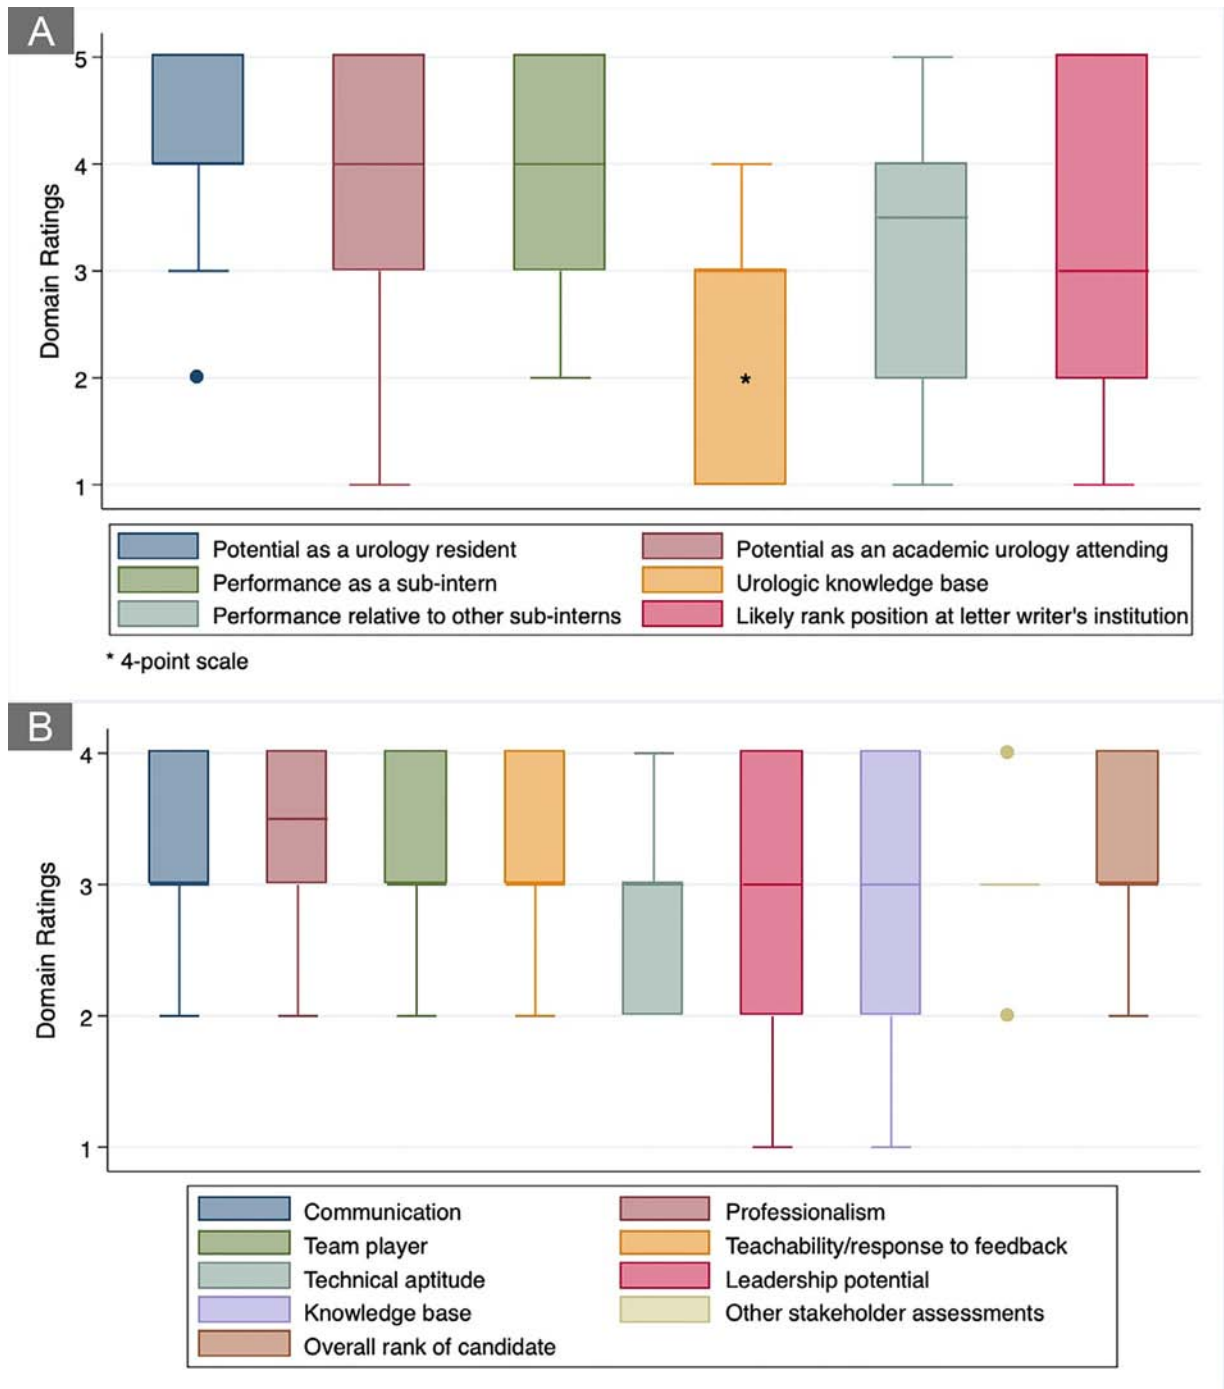 A
5
4
3
2
1
Domain Ratings
*
Potential as a urology resident
Potential as an academic urology attending
Performance as a sub-intern
Urologic knowledge base
Performance relative to other sub-interns
Likely rank position at letter writer's institution
* 4-point scale
B
4
3
2
1
Domain Ratings
Communication
Professionalism
Team player
Teachability/response to feedback
Technical aptitude
Leadership potential
Knowledge base
Other stakeholder assessments
Overall rank of candidate